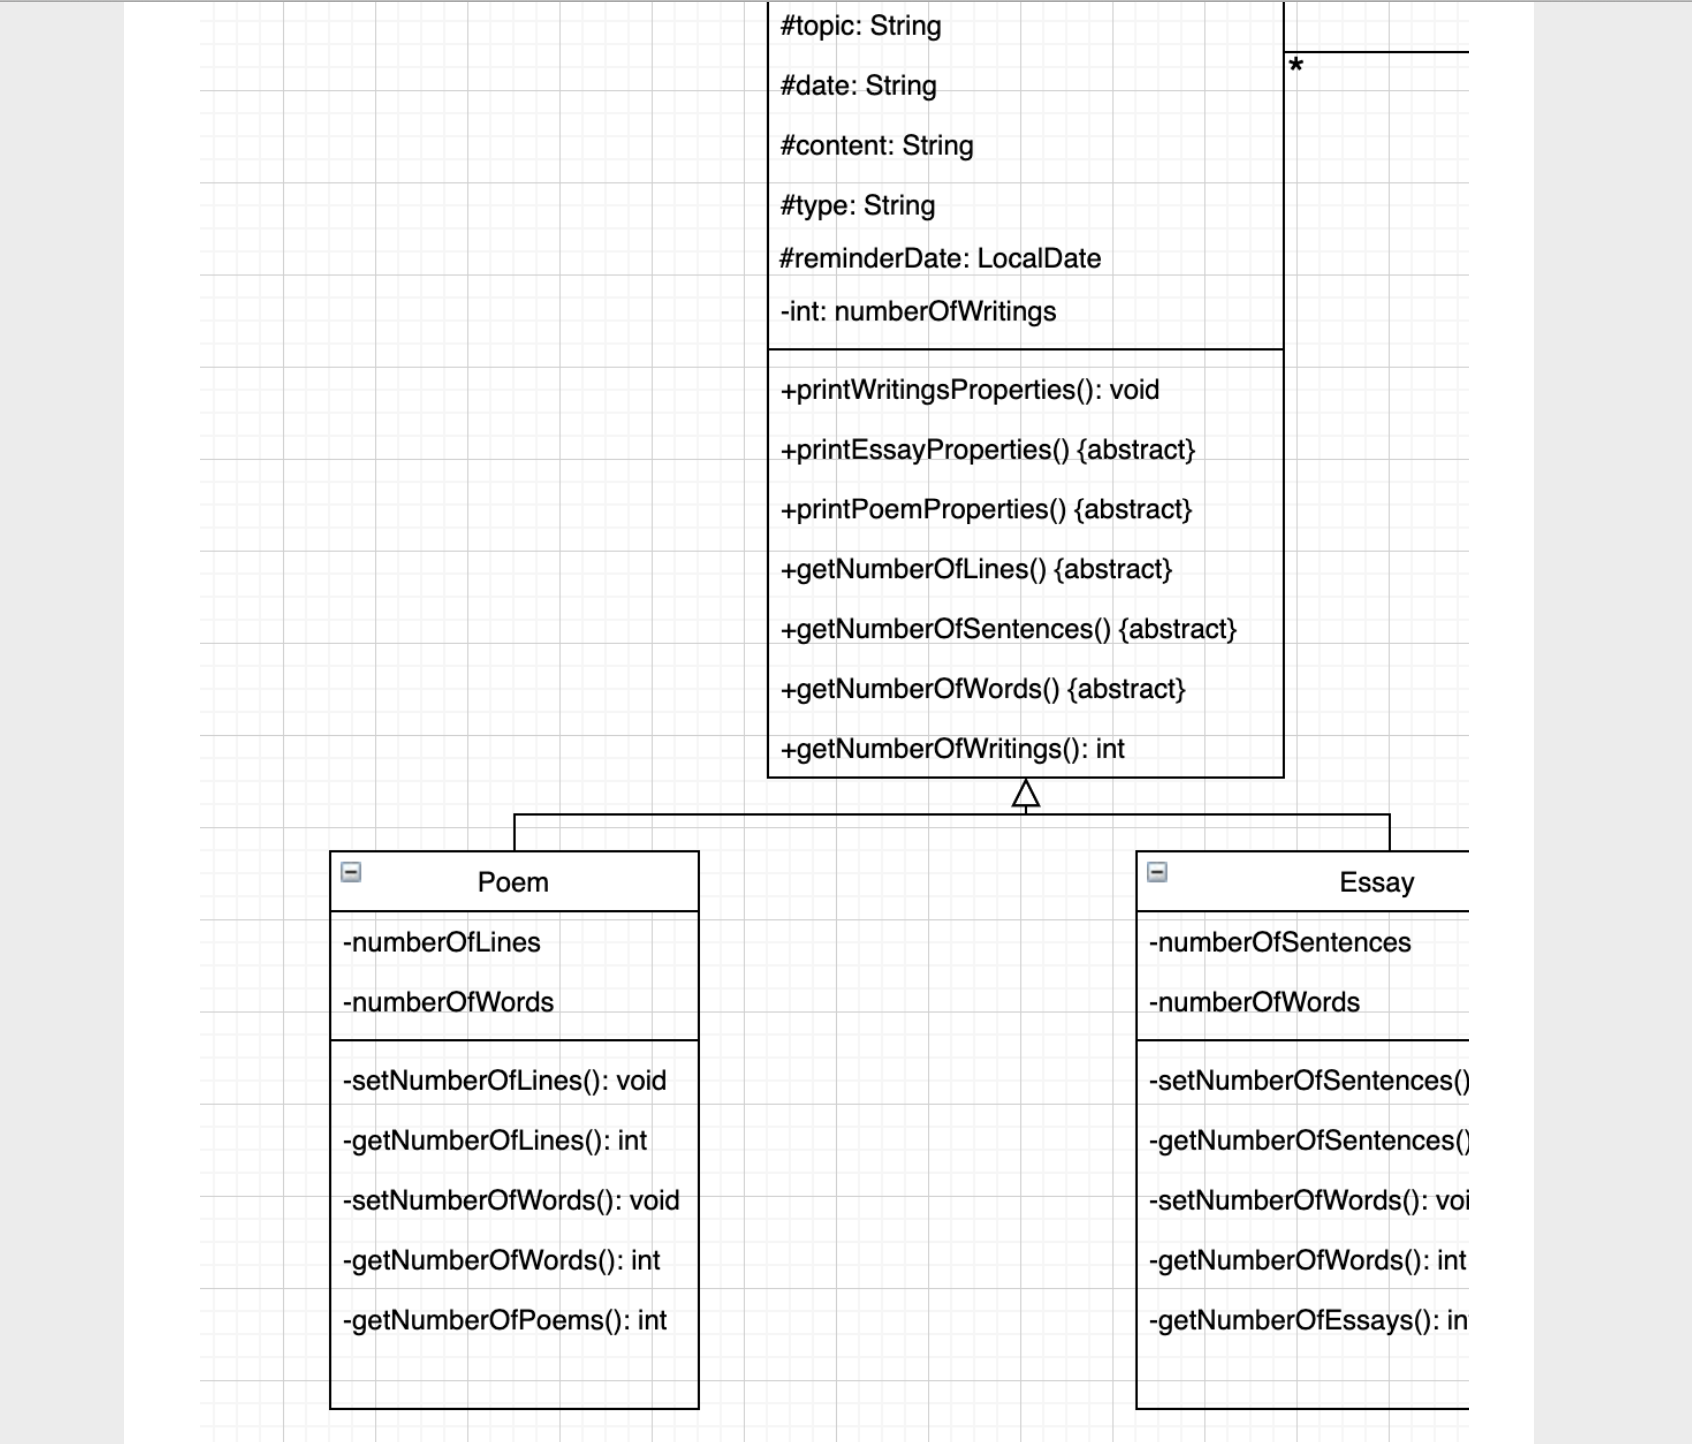 #topic: String
*
#date: String
#content: String
#type: String
#reminderDate: LocalDate
-int: numberOfWritings
+printWritingsProperties(): void
+printEssayProperties() {abstract}
+printPoemProperties() {abstract}
+getNumberOfLines() {abstract}
+getNumberOfSentences() {abstract}
+getNumberOfWords() {abstract}
+getNumberOfWritings(): int
Poem
-numberOfLines
-numberOfWords
-setNumberOfLines(): void
-getNumberOfLines(): int
-setNumberOfWords(): void
-getNumberOfWords(): int
-getNumberOfPoems(): int
Essay
-numberOfSentences
-numberOfWords
-setNumberOfSentences()
-getNumberOfSentences()
-setNumberOfWords(): voi
-getNumberOfWords(): int
-getNumberOfEssays(): in